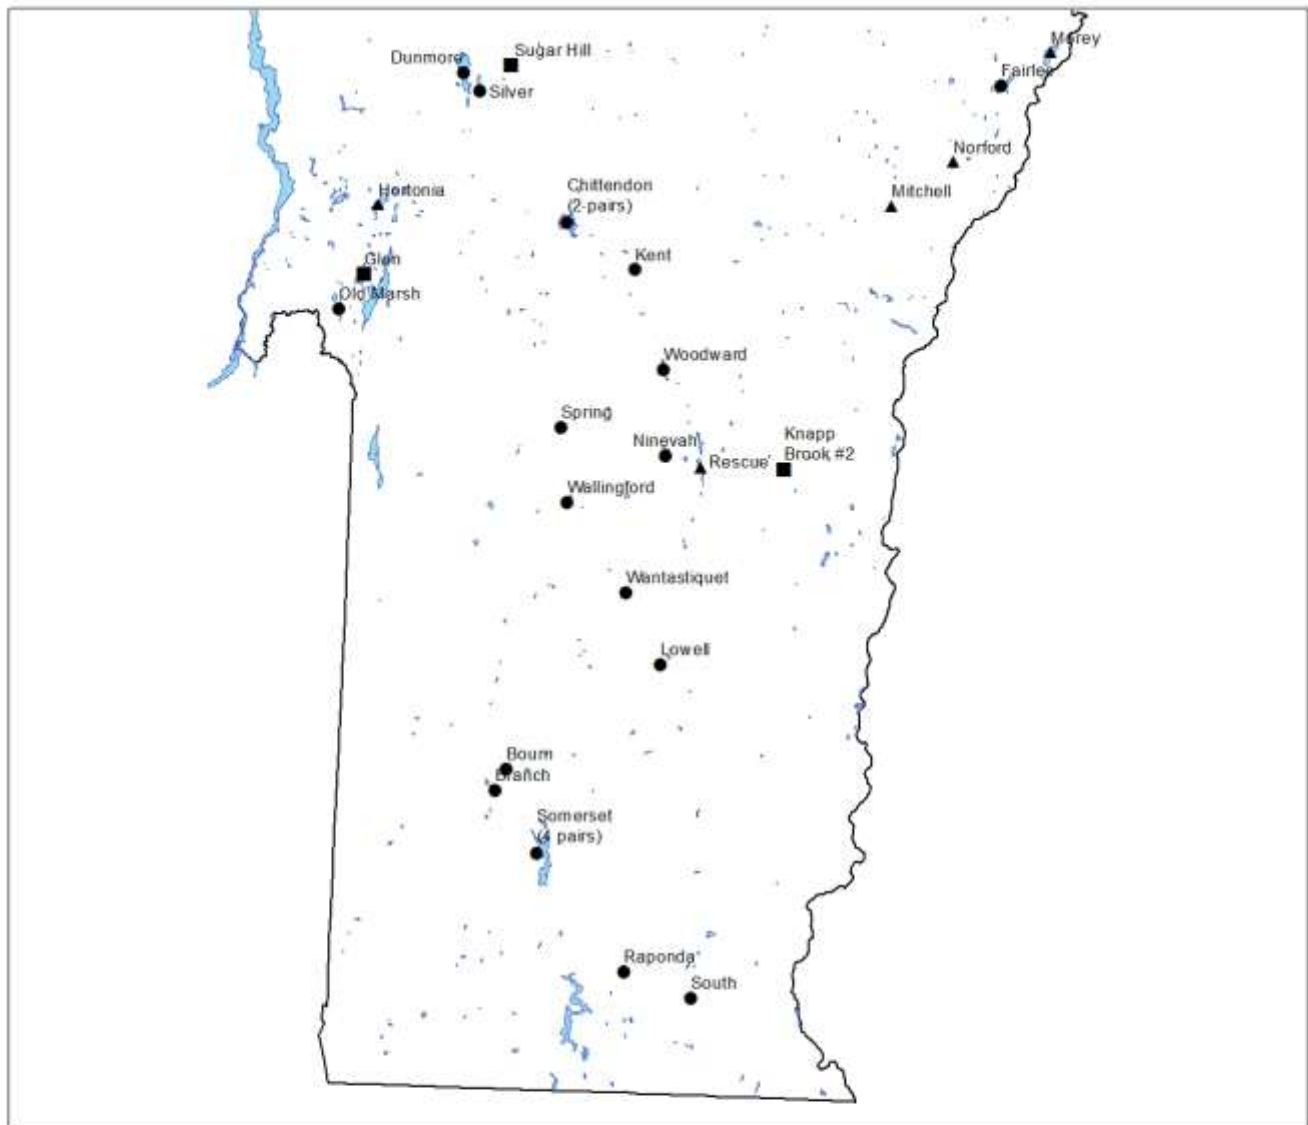 Morey
Sugar Hill
Dunmore
Fairlee
Silver
Norford
Chittendon
(2-pairs)
Hortonia
Mitchell
Kent
Glen
Old Marsh
Woodward
Spring
Ninevah
Knapp
Brook #2
Rescue
Wallingford
Wantastiquet
Lowell
Bourn
Branch
Somerset
(4 pairs)
Raponda
South